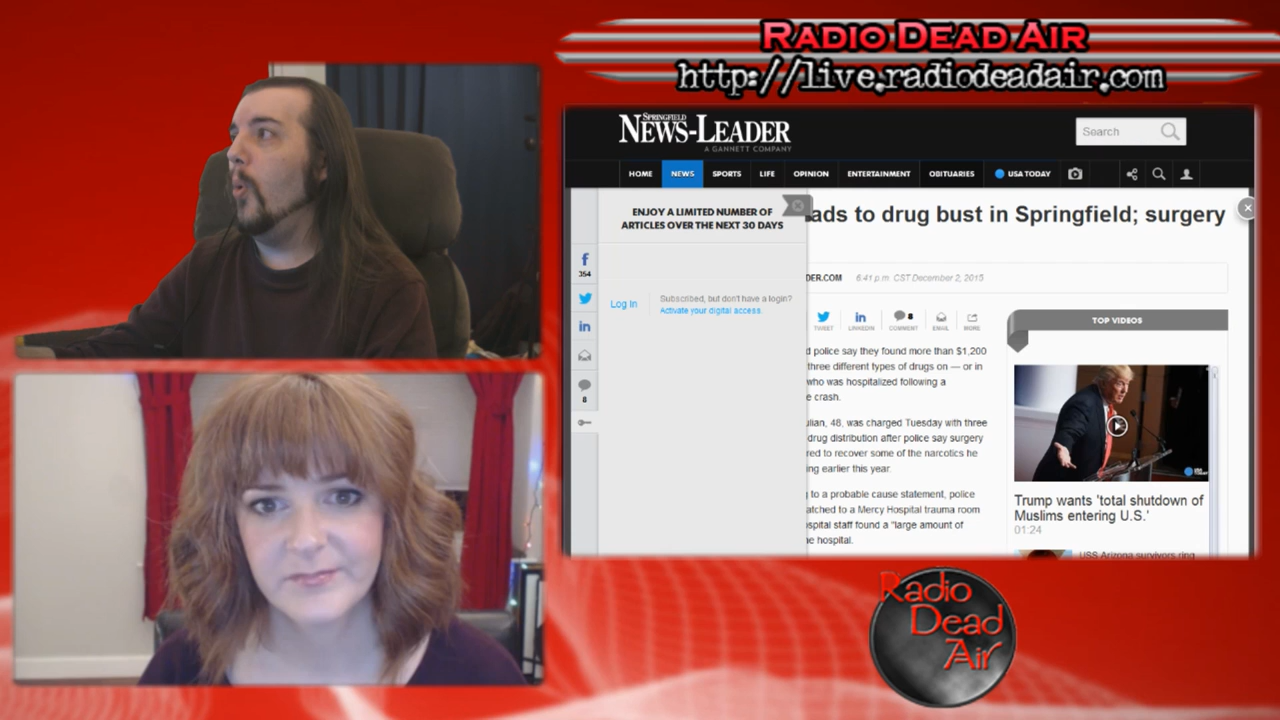 RADIO DEAD AIR
http://live.radiodeadair.com
SPRINGFIELD
NEWS-LEADER
A GANNETT COMPANY
Search
HOME
NEWS
SPORTS
LIFE
OPINION
ENTERTAINMENT
OBITUARIES
USA TODAY
ENJOY A LIMITED NUMBER OF
ARTICLES OVER THE NEXT 30 DAYS
ads to drug bust in Springfield; surgery
354
DER.COM 6:41 p.m. CST December 2, 2015
Log In
Subscribed, but don't have a login?
Activate your digital access.
8
TWEET
LINKEDIN
8
COMMENT
EMAIL
MORE
TOP VIDEOS
d police say they found more than $1,200
three different types of drugs on — or in
who was hospitalized following a
e crash.
ulian, 48, was charged Tuesday with three
drug distribution after police say surgery
red to recover some of the narcotics he
ng earlier this year.
g to a probable cause statement, police
atched to a Mercy Hospital trauma room
ospital staff found a "large amount of
e hospital.
Trump wants 'total shutdown of
Muslims entering U.S.'
01:24
USS Arizona survivors ring
Radio
Dead
Air